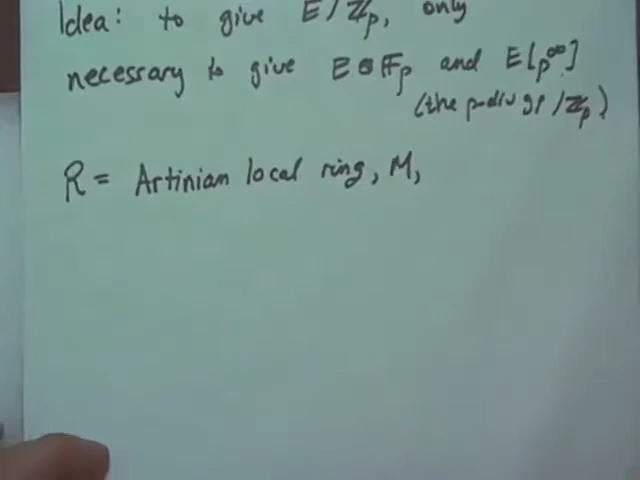 Idea: to give E/ℤp, only
necessary to give E⊗𝔽p and E[p^∞]
(the p-div gp/ℤp)
R = Artinian local ring, M,